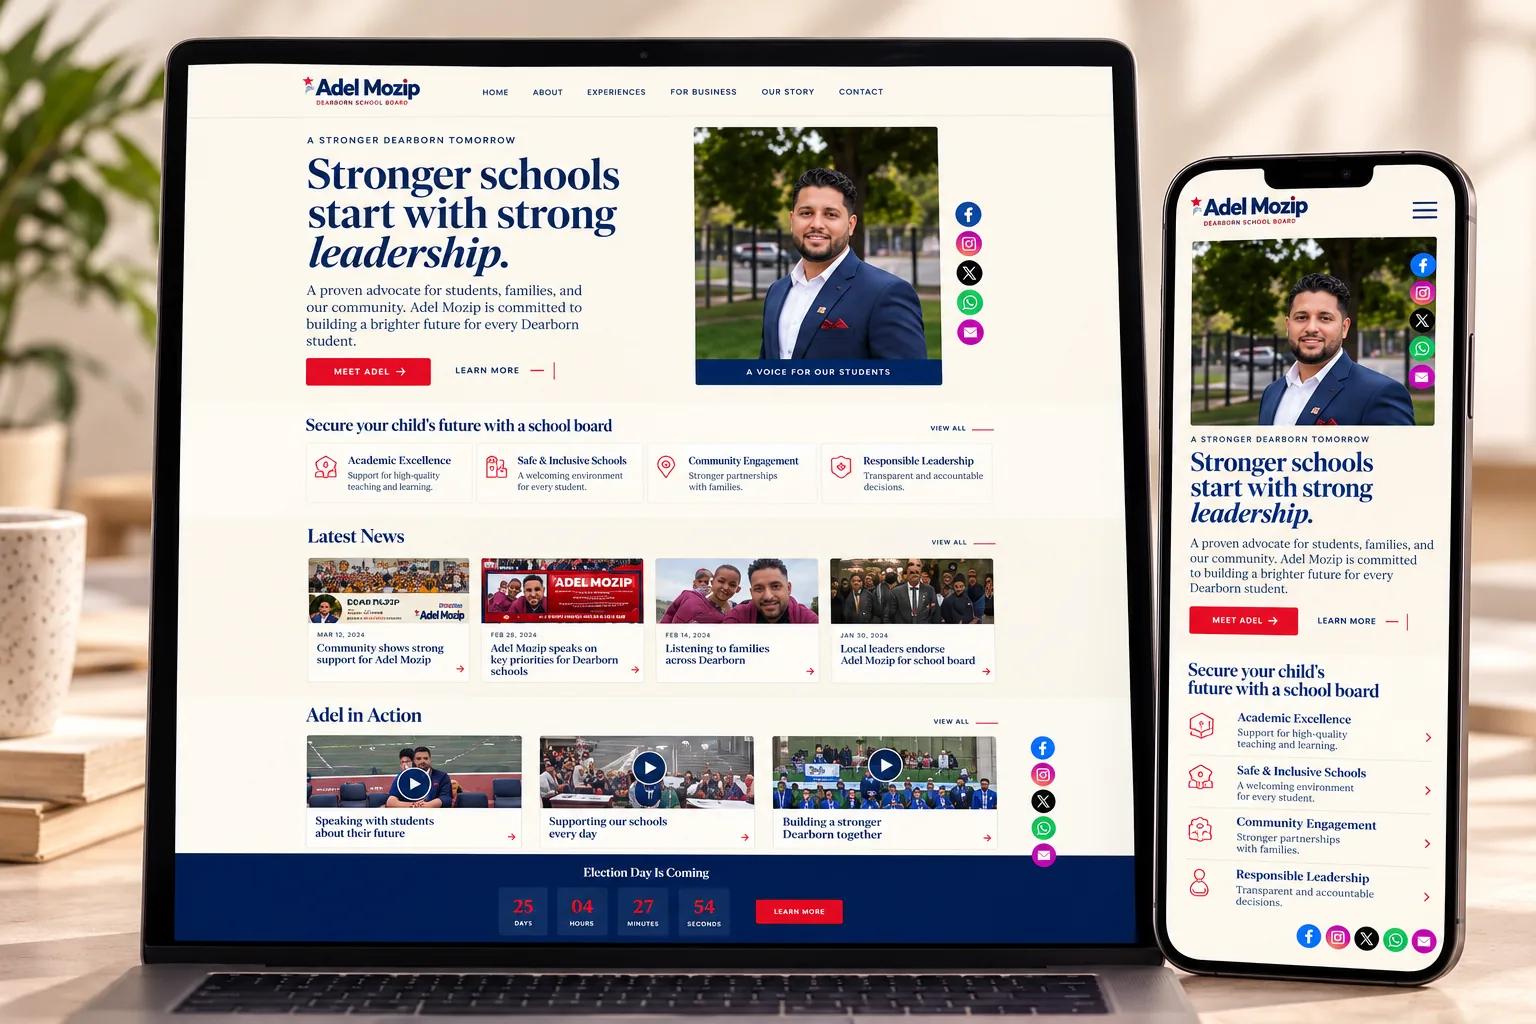 Adel Mozip
DEARBORN SCHOOL BOARD
HOME
ABOUT
EXPERIENCES
FOR BUSINESS
OUR STORY
CONTACT
A STRONGER DEARBORN TOMORROW
Stronger schools
start with strong
leadership.
A proven advocate for students, families, and
our community. Adel Mozip is committed to
building a brighter future for every Dearborn
student.
MEET ADEL
LEARN MORE
A VOICE FOR OUR STUDENTS
Secure your child's future with a school board
VIEW ALL
Academic Excellence
Support for high-quality
teaching and learning.
Safe & Inclusive Schools
A welcoming environment
for every student.
Community Engagement
Stronger partnerships
with families.
Responsible Leadership
Transparent and accountable
decisions.
Latest News
VIEW ALL
Adel Mozip
MAR 12, 2024
Community shows strong
support for Adel Mozip
ADEL MOZIP
FEB 28, 2024
Adel Mozip speaks on
key priorities for Dearborn
schools
FEB 14, 2024
Listening to families
across Dearborn
JAN 30, 2024
Local leaders endorse
Adel Mozip for school board
Adel in Action
VIEW ALL
Speaking with students
about their future
Supporting our schools
every day
Building a stronger
Dearborn together
Election Day Is Coming
25
DAYS
04
HOURS
27
MINUTES
54
SECONDS
LEARN MORE
Adel Mozip
DEARBORN SCHOOL BOARD
A STRONGER DEARBORN TOMORROW
Stronger schools
start with strong
leadership.
A proven advocate for students, families, and
our community. Adel Mozip is committed
to building a brighter future for every
Dearborn student.
MEET ADEL
LEARN MORE
Secure your child's
future with a school board
Academic Excellence
Support for high-quality
teaching and learning.
Safe & Inclusive Schools
A welcoming environment
for every student.
Community Engagement
Stronger partnerships
with families.
Responsible Leadership
Transparent and accountable
decisions.